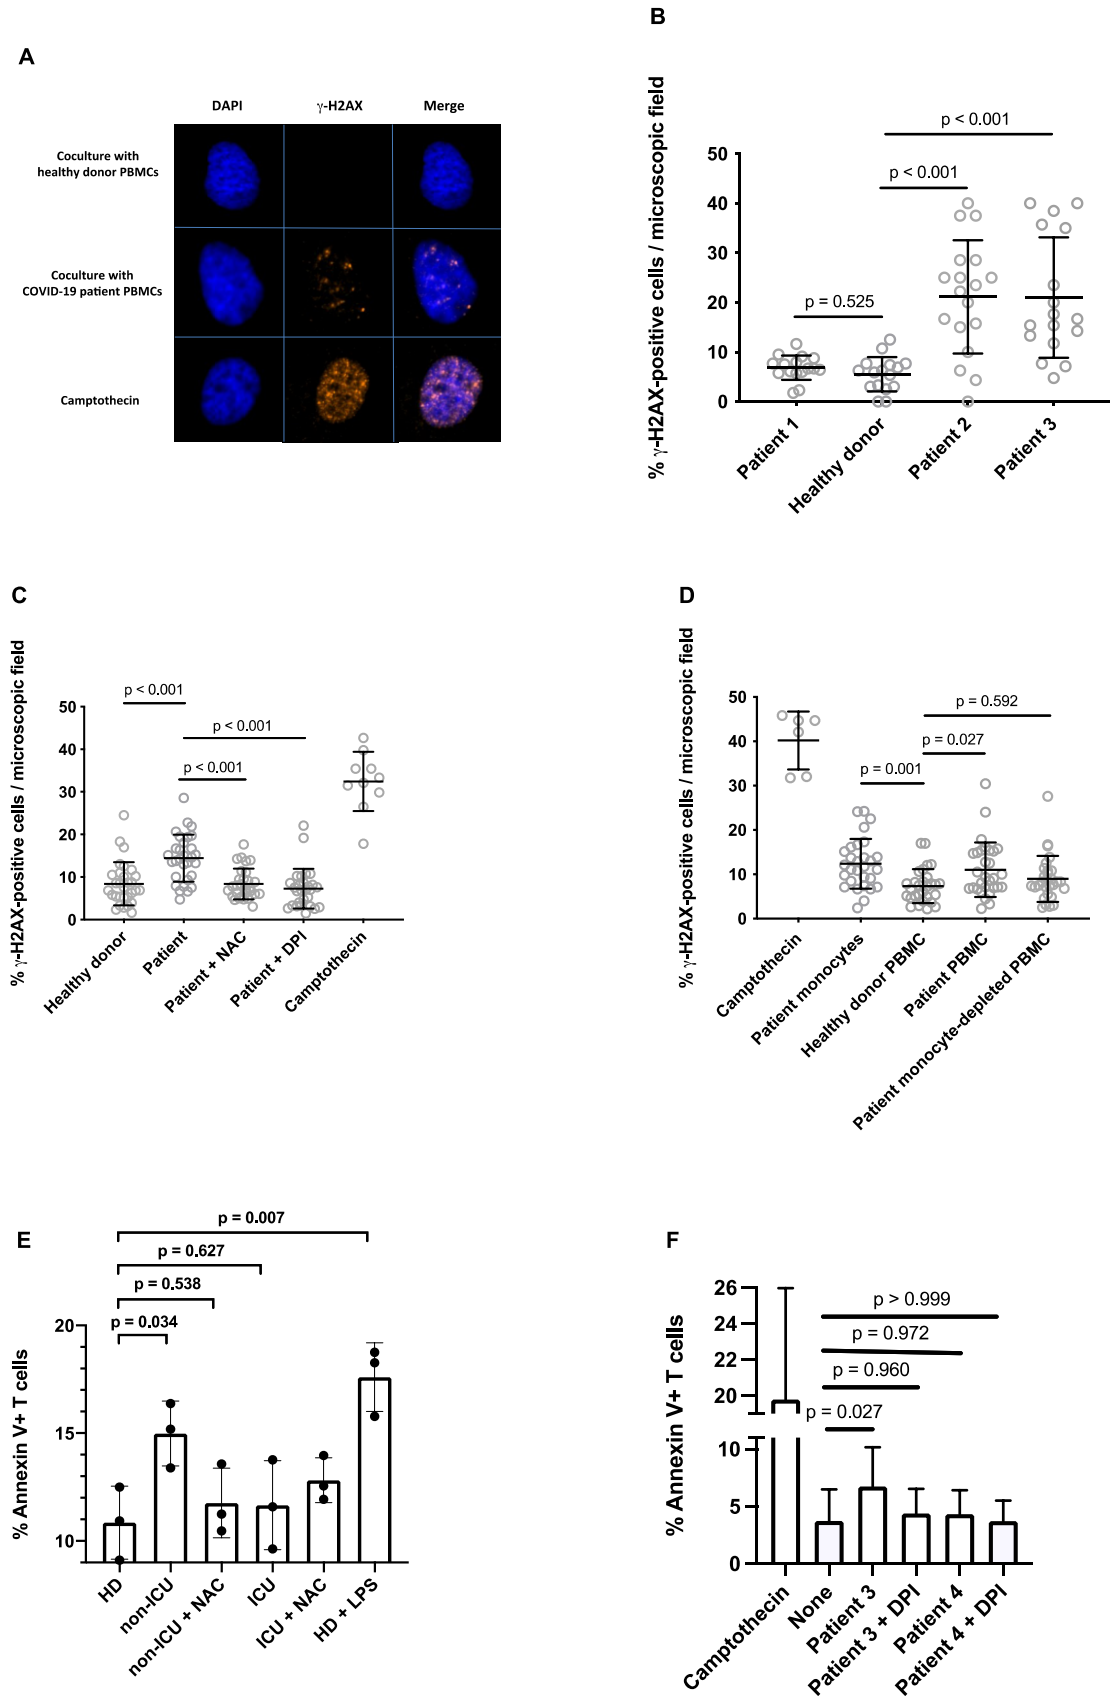 A
DAPI
γ-H2AX
Merge
Coculture with
healthy donor PBMCs
Coculture with
COVID-19 patient PBMCs
Camptothecin
B
% γ-H2AX-positive cells / microscopic field
p < 0.001
p < 0.001
p = 0.525
50
40
30
20
10
0
Patient 1
Healthy donor
Patient 2
Patient 3
C
% γ-H2AX-positive cells / microscopic field
p < 0.001
p < 0.001
p < 0.001
50
40
30
20
10
0
Healthy donor
Patient
Patient + NAC
Patient + DPI
Camptothecin
D
% γ-H2AX-positive cells / microscopic field
p = 0.592
p = 0.027
p = 0.001
50
40
30
20
10
0
Camptothecin
Patient monocytes
Healthy donor PBMC
Patient PBMC
Patient monocyte-depleted PBMC
E
% Annexin V+ T cells
p = 0.007
p = 0.627
p = 0.538
p = 0.034
20
15
10
HD
non-ICU
non-ICU + NAC
ICU
ICU + NAC
HD + LPS
F
% Annexin V+ T cells
p > 0.999
p = 0.972
p = 0.960
p = 0.027
26
24
22
20
10
5
0
Camptothecin
None
Patient 3
Patient 3 + DPI
Patient 4
Patient 4 + DPI